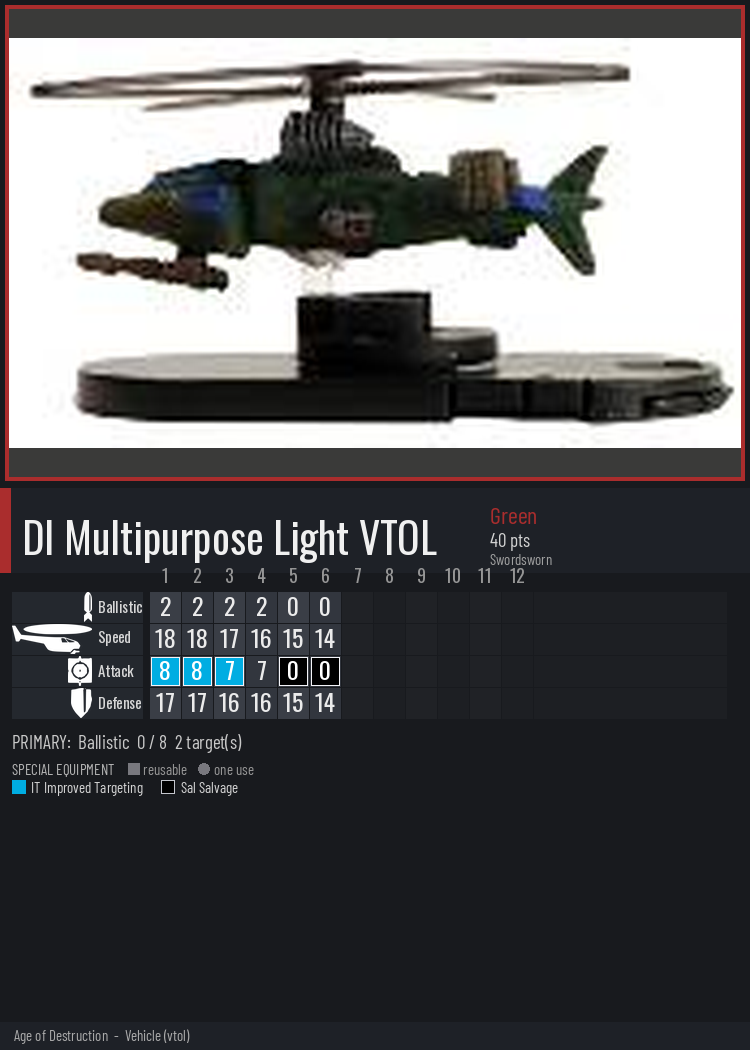 DI Multipurpose Light VTOL
Green
40 pts
Swordsworn
1 2 3 4 5 6 7 8 9 10 11 12
Ballistic 2 2 2 2 0 0
Speed 18 18 17 16 15 14
Attack 8 8 7 7 0 0
Defense 17 17 16 16 15 14
PRIMARY: Ballistic 0 / 8 2 target(s)
SPECIAL EQUIPMENT reusable one use
IT Improved Targeting Sal Salvage
Age of Destruction - Vehicle (vtol)